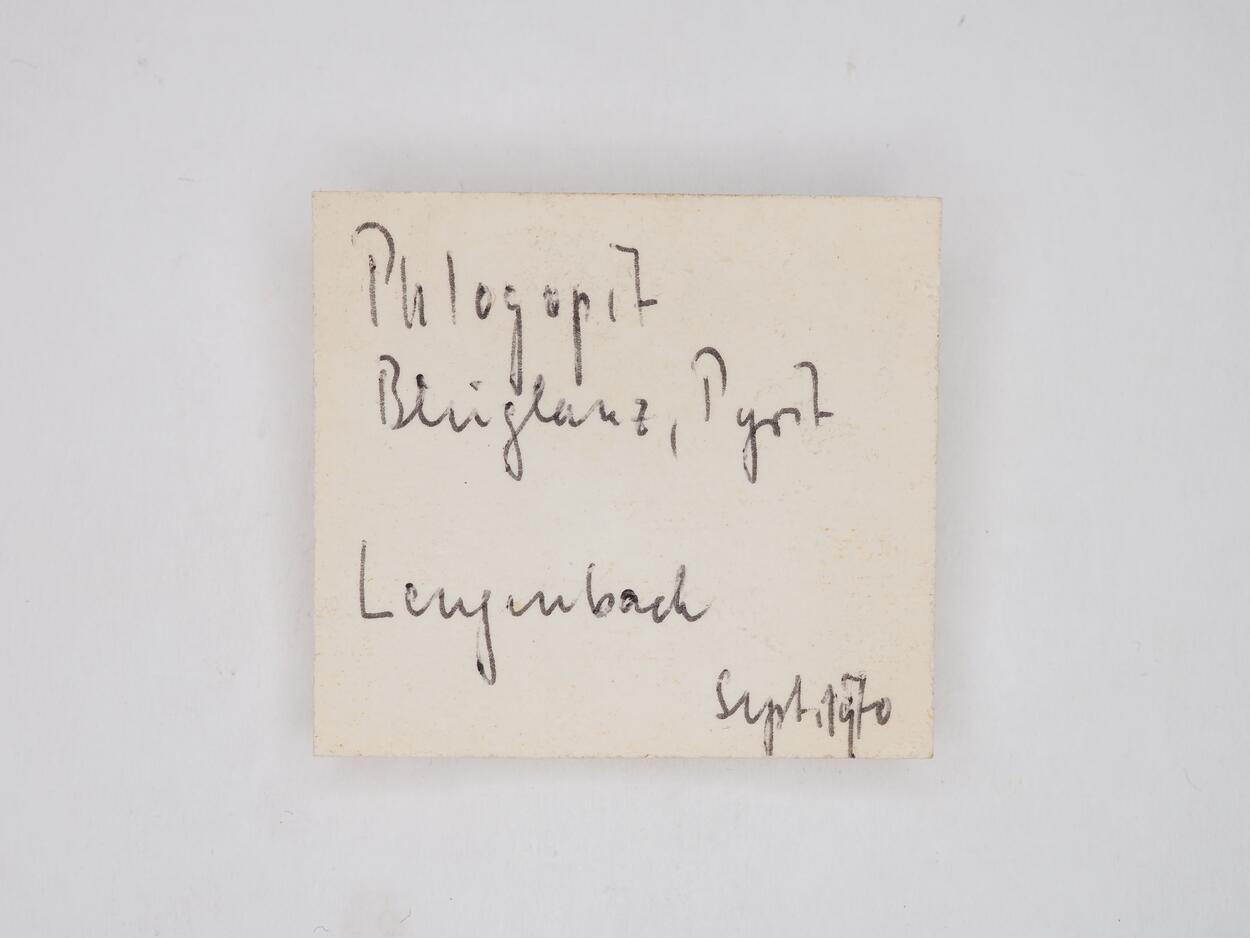 Phlogopit
Bleiglanz, Pyrit
Lengenbach
Sept. 1970